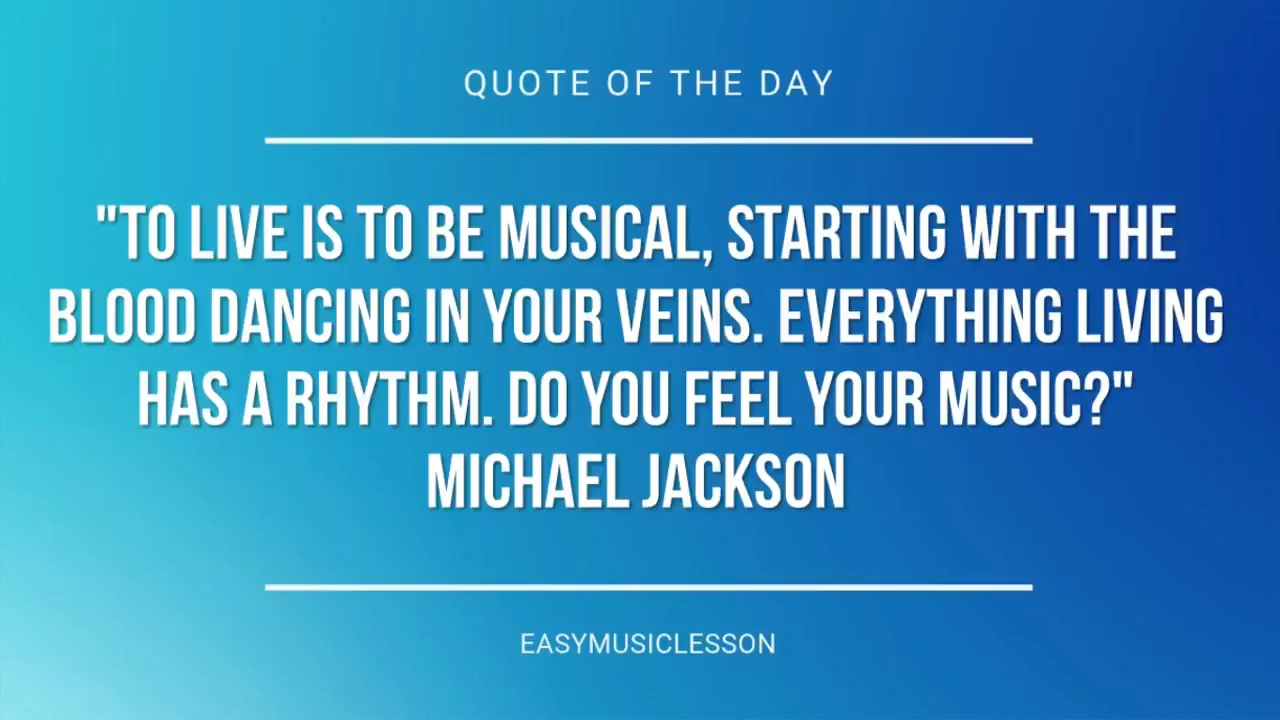 QUOTE OF THE DAY
"TO LIVE IS TO BE MUSICAL, STARTING WITH THE
BLOOD DANCING IN YOUR VEINS. EVERYTHING LIVING
HAS A RHYTHM. DO YOU FEEL YOUR MUSIC?"
MICHAEL JACKSON
EASYMUSICLESSON